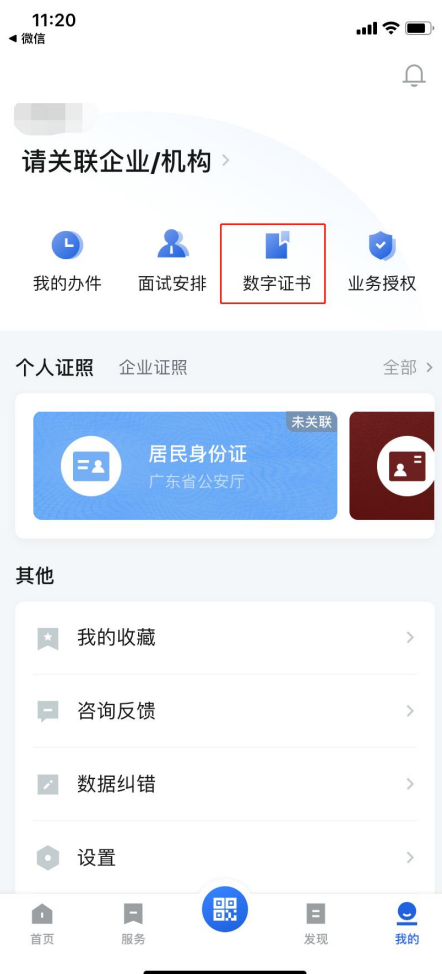 11:20
◀ 微信
请关联企业/机构
我的办件 面试安排 数字证书 业务授权
个人证照 企业证照 全部
未关联
居民身份证
广东省公安厅
其他
我的收藏
咨询反馈
数据纠错
设置
首页 服务 发现 我的